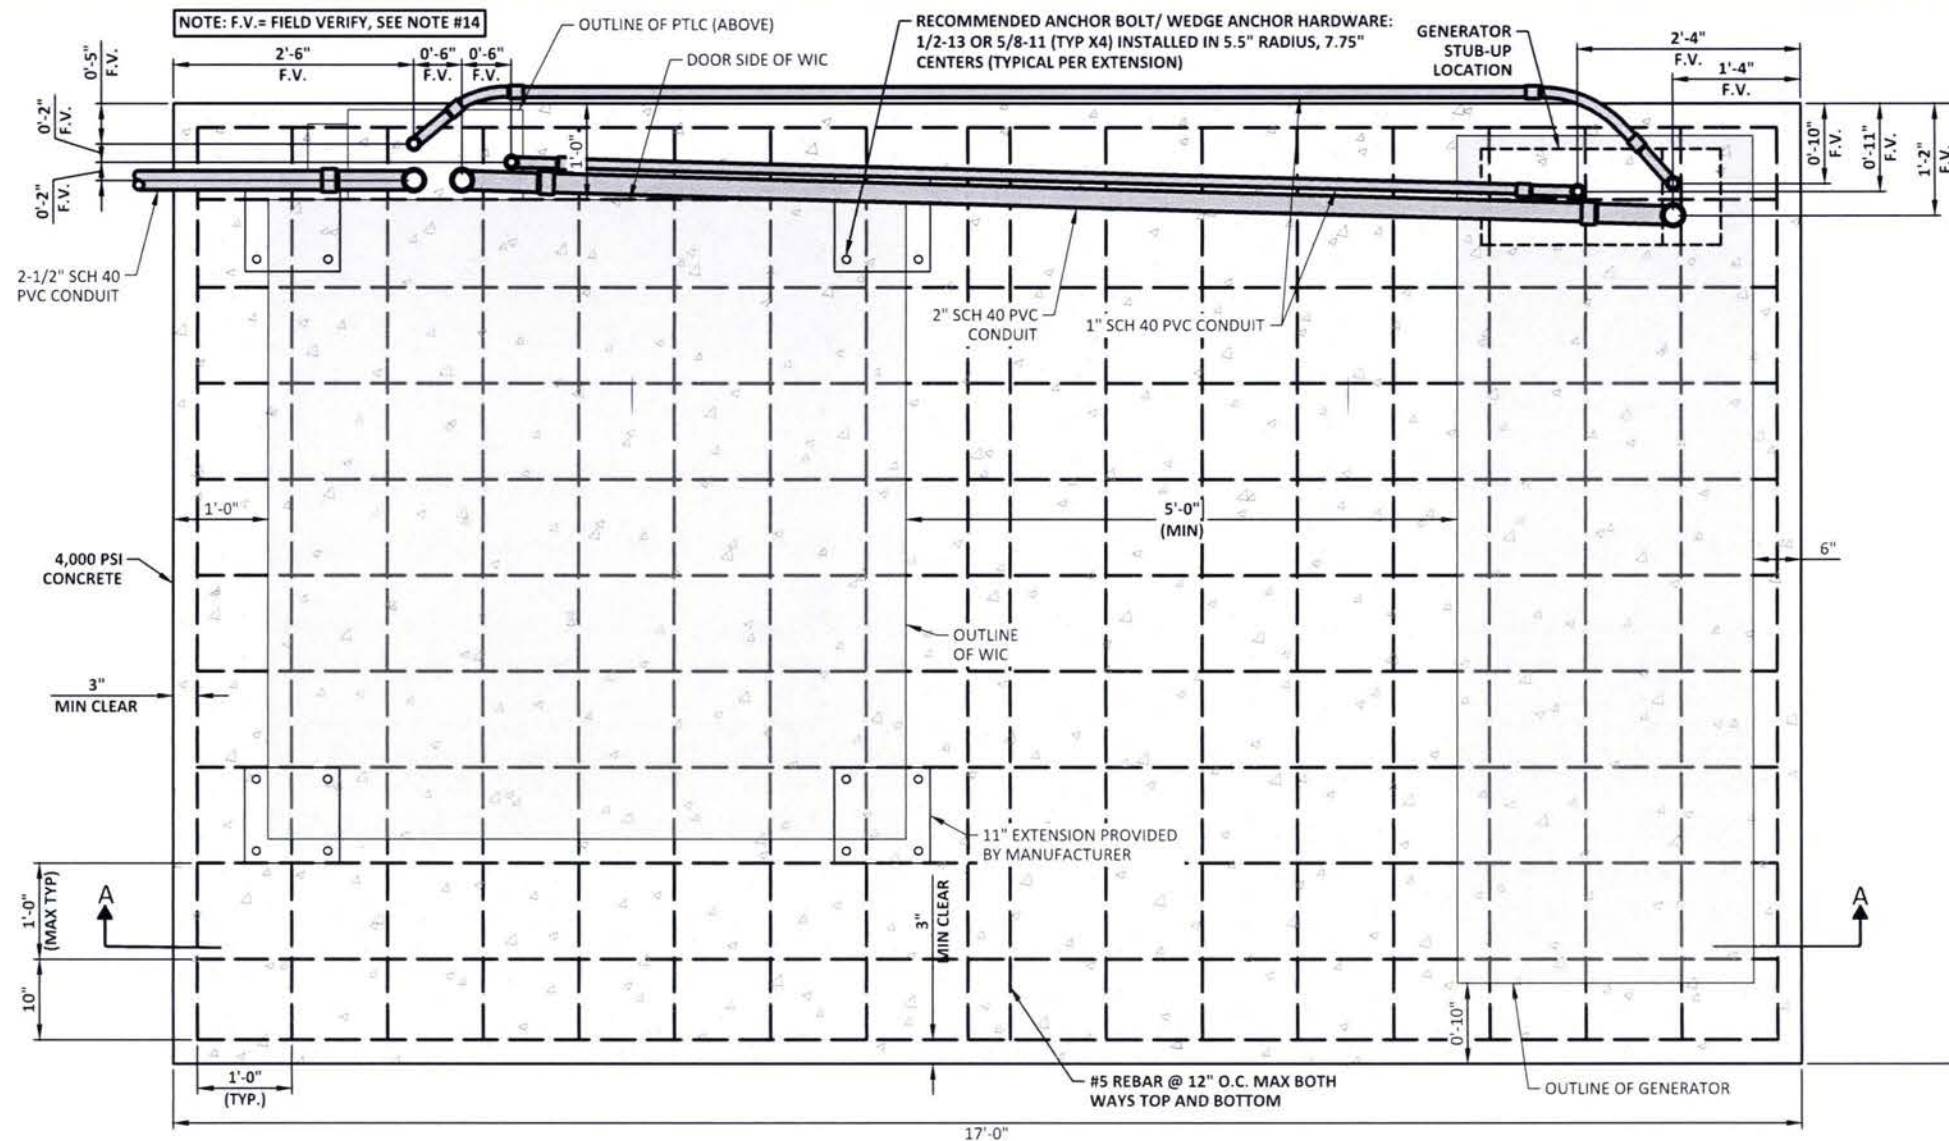 NOTE: F.V.= FIELD VERIFY, SEE NOTE #14
OUTLINE OF PTLC (ABOVE)
DOOR SIDE OF WIC
RECOMMENDED ANCHOR BOLT/ WEDGE ANCHOR HARDWARE:
1/2-13 OR 5/8-11 (TYP X4) INSTALLED IN 5.5" RADIUS, 7.75"
CENTERS (TYPICAL PER EXTENSION)
GENERATOR
STUB-UP
LOCATION
2'-4"
F.V.
1'-4"
F.V.
0'-5"
F.V.
2'-6"
F.V.
0'-6"
F.V.
0'-6"
F.V.
0'-2"
F.V.
0'-2"
F.V.
1'-0"
0'-10"
F.V.
0'-11"
F.V.
1'-2"
F.V.
2-1/2" SCH 40
PVC CONDUIT
2" SCH 40 PVC
CONDUIT
1" SCH 40 PVC CONDUIT
1'-0"
5'-0"
(MIN)
6"
4,000 PSI
CONCRETE
OUTLINE
OF WIC
3"
MIN CLEAR
11" EXTENSION PROVIDED
BY MANUFACTURER
1'-0"
(MAX TYP)
A
3"
MIN CLEAR
A
10"
0'-10"
1'-0"
(TYP.)
#5 REBAR @ 12" O.C. MAX BOTH
WAYS TOP AND BOTTOM
OUTLINE OF GENERATOR
17'-0"